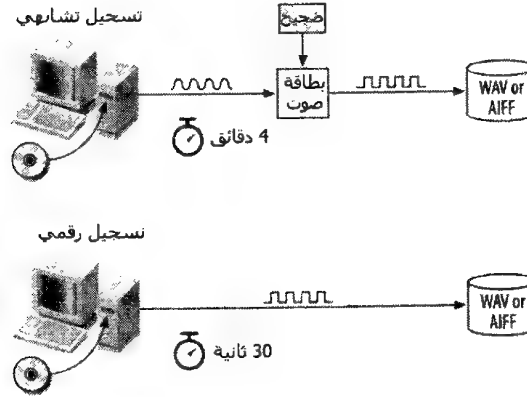 تسجيل تشابهي
ضجيج
بطاقة
صوت
WAV or
AIFF
4 دقائق
تسجيل رقمي
WAV or
AIFF
30 ثانية